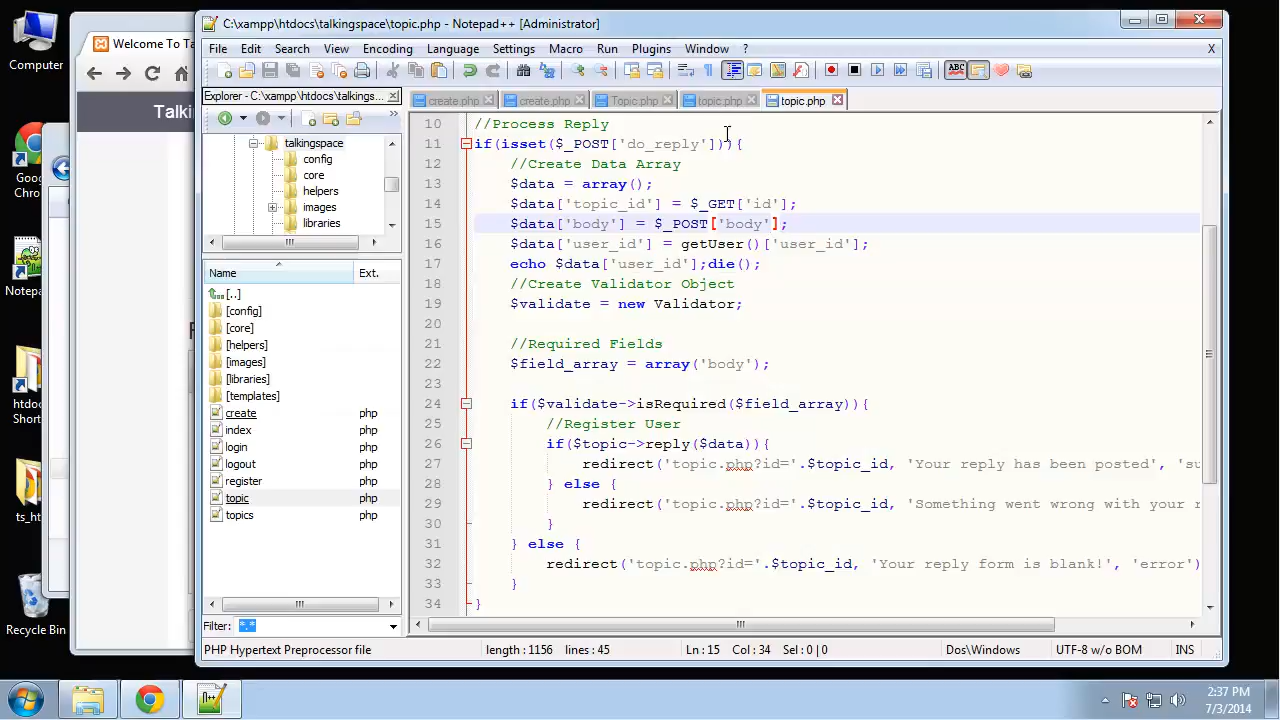 Computer
Google
Chro
Notepa
htdoc
Short
ts_ht
Recycle Bin
Welcome To Ta
Talki
C:\xampp\htdocs\talkingspace\topic.php - Notepad++ [Administrator]
File Edit Search View Encoding Language Settings Macro Run Plugins Window ? X
Explorer - C:\xampp\htdocs\talkings...
create.php create.php Topic.php topic.php topic.php
talkingspace
config
core
helpers
images
libraries
Name Ext.
[..]
[config]
[core]
[helpers]
[images]
[libraries]
[templates]
create php
index php
login php
logout php
register php
topic php
topics php
Filter: *.*
10 //Process Reply
11 if(isset($_POST['do_reply'])){
12 //Create Data Array
13 $data = array();
14 $data['topic_id'] = $_GET['id'];
15 $data['body'] = $_POST['body'];
16 $data['user_id'] = getUser()['user_id'];
17 echo $data['user_id'];die();
18 //Create Validator Object
19 $validate = new Validator;
20
21 //Required Fields
22 $field_array = array('body');
23
24 if($validate->isRequired($field_array)){
25 //Register User
26 if($topic->reply($data)){
27 redirect('topic.php?id='.$topic_id, 'Your reply has been posted', 'su
28 } else {
29 redirect('topic.php?id='.$topic_id, 'Something went wrong with your r
30 }
31 } else {
32 redirect('topic.php?id='.$topic_id, 'Your reply form is blank!', 'error')
33 }
34 }
PHP Hypertext Preprocessor file length : 1156 lines : 45 Ln : 15 Col : 34 Sel : 0 | 0 Dos\Windows UTF-8 w/o BOM INS
2:37 PM
7/3/2014